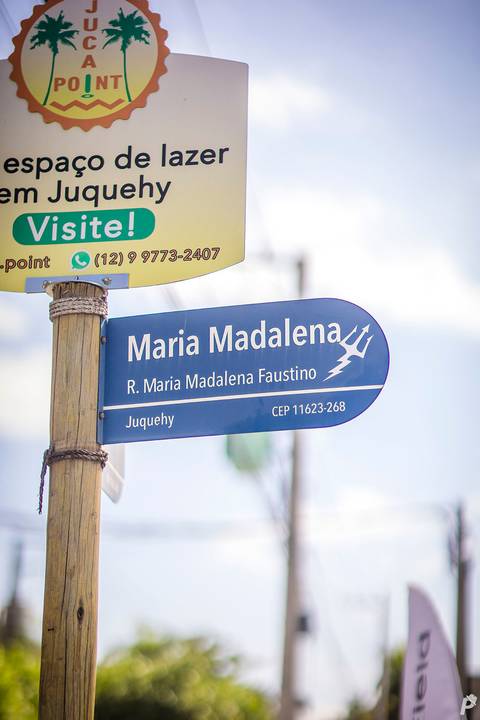 JUCA
POINT
espaço de lazer
em Juquehy
Visite!
.point (12) 9 9773-2407
Maria Madalena
R. Maria Madalena Faustino
Juquehy CEP 11623-268